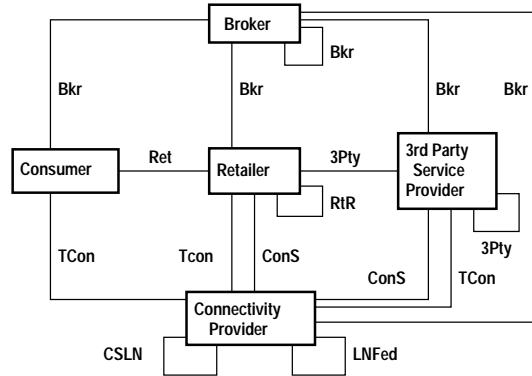 Broker
Bkr
Bkr
Bkr
Bkr
Bkr
Consumer
Ret
Retailer
3Pty
3rd Party
Service
Provider
RtR
3Pty
TCon
Tcon
ConS
ConS
TCon
Connectivity
Provider
CSLN
LNFed